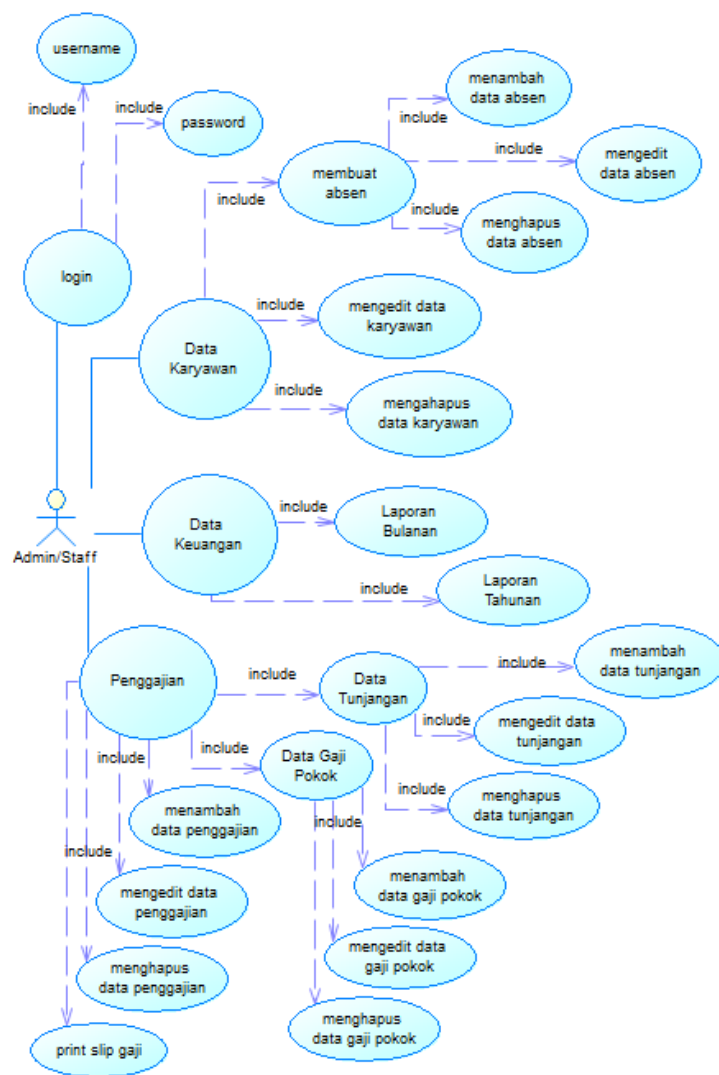 username
include
include
password
login
menambah
data absen
include
include
mengedit
data absen
membuat
absen
include
include
menghapus
data absen
include
mengedit data
karyawan
Data
Karyawan
include
mengahapus
data karyawan
Admin/Staff
Data
Keuangan
include
Laporan
Bulanan
include
Laporan
Tahunan
Penggajian
include
Data
Tunjangan
include
menambah
data tunjangan
include
mengedit data
tunjangan
include
menghapus
data tunjangan
include
Data Gaji
Pokok
include
menambah
data penggajian
include
include
mengedit data
penggajian
menghapus
data penggajian
print slip gaji
menambah
data gaji pokok
mengedit data
gaji pokok
menghapus
data gaji pokok